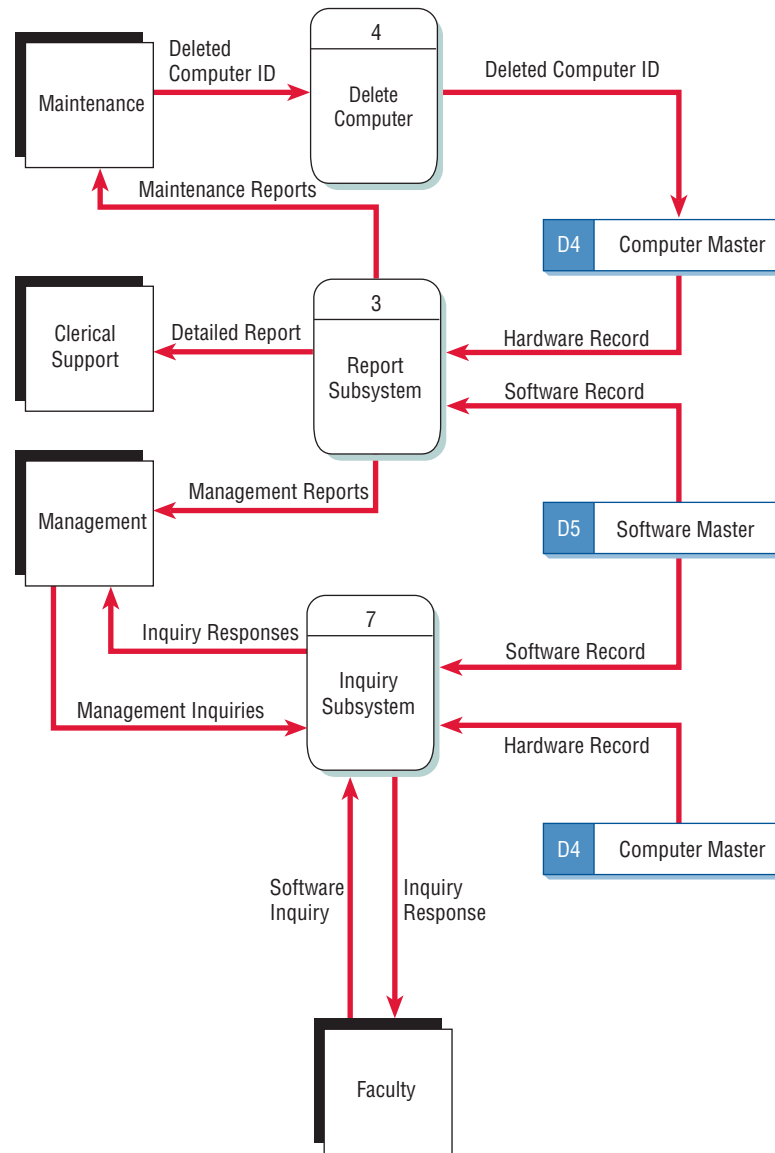 4
Deleted
Computer ID
Deleted Computer ID
Maintenance
Delete
Computer
Maintenance Reports
D4
Computer Master
3
Clerical
Support
Detailed Report
Hardware Record
Report
Subsystem
Software Record
Management Reports
Management
D5
Software Master
7
Inquiry Responses
Software Record
Inquiry
Subsystem
Management Inquiries
Hardware Record
D4
Computer Master
Software
Inquiry
Inquiry
Response
Faculty